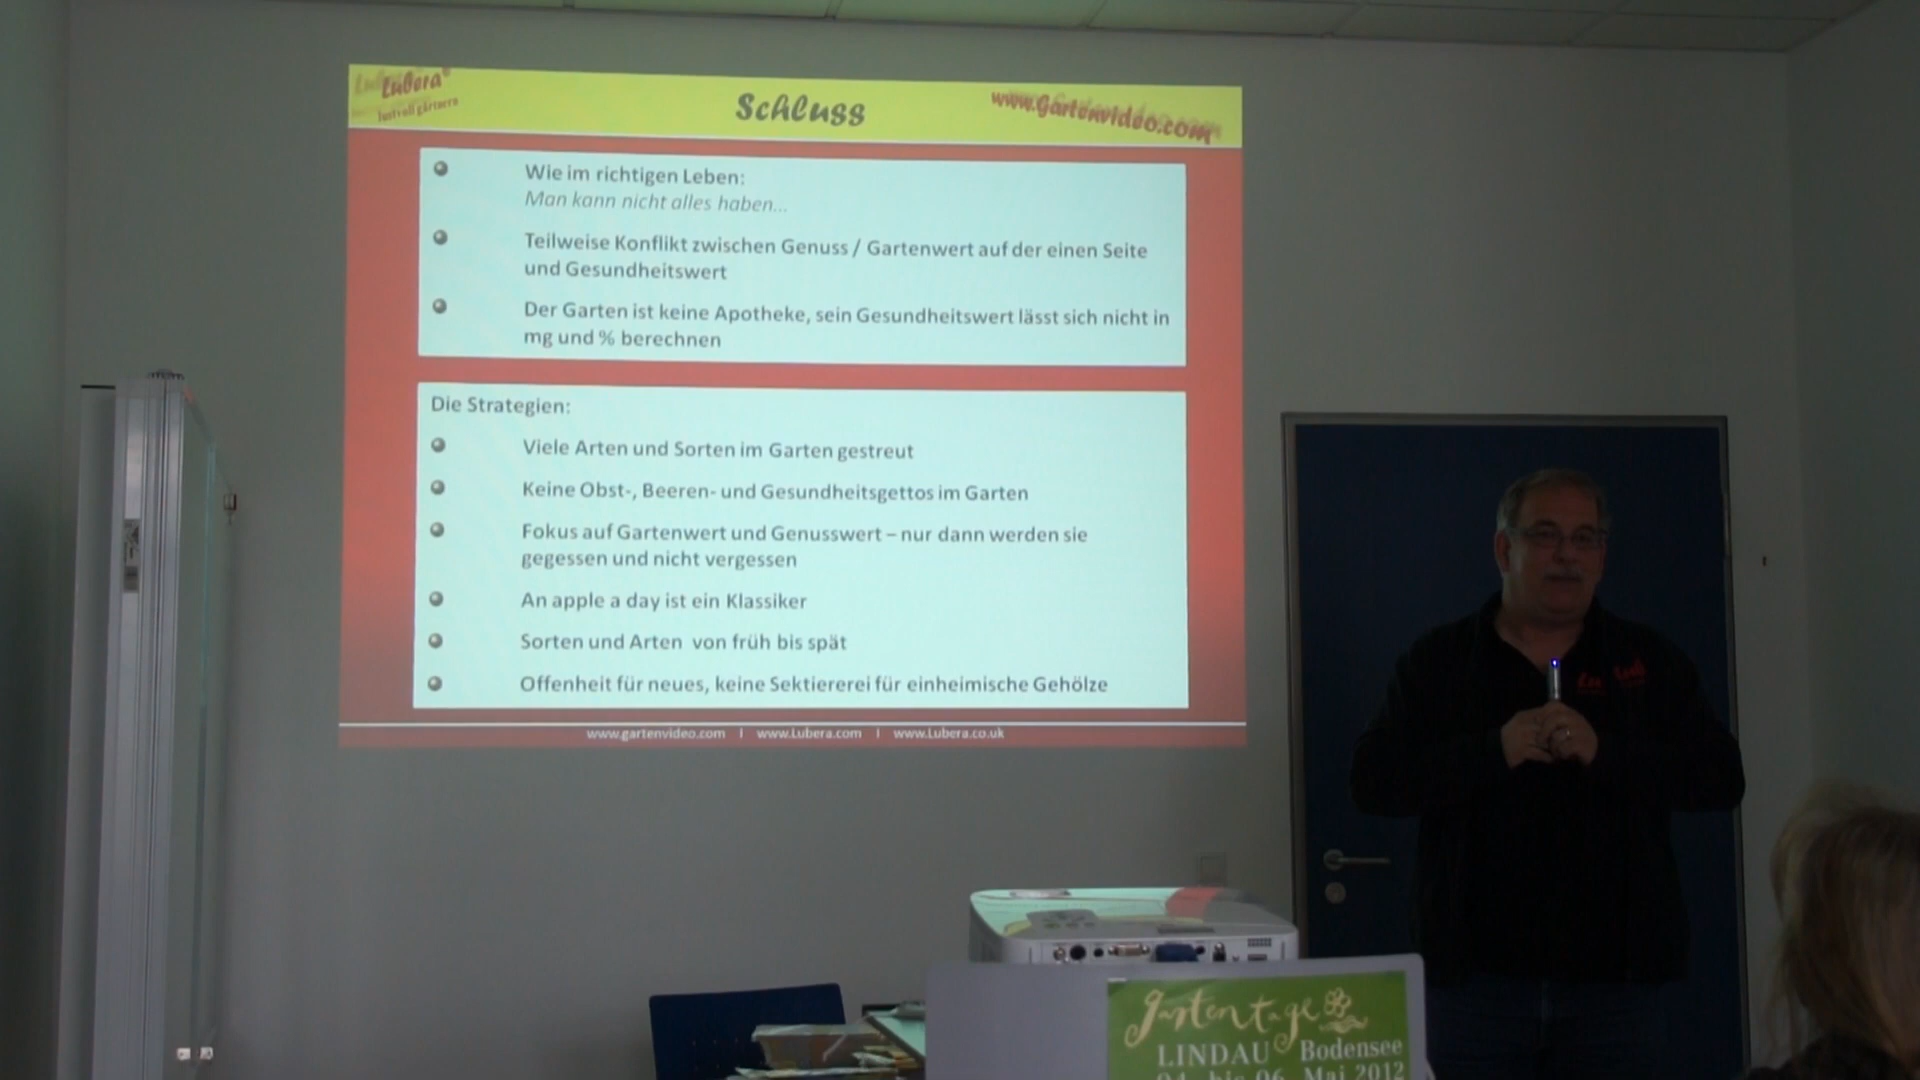 Lubera®
lustvoll gärtnern
Schluss
www.Gartenvideo.com
Wie im richtigen Leben:
Man kann nicht alles haben...
Teilweise Konflikt zwischen Genuss / Gartenwert auf der einen Seite
und Gesundheitswert
Der Garten ist keine Apotheke, sein Gesundheitswert lässt sich nicht in
mg und % berechnen
Die Strategien:
Viele Arten und Sorten im Garten gestreut
Keine Obst-, Beeren- und Gesundheitsgettos im Garten
Fokus auf Gartenwert und Genusswert – nur dann werden sie
gegessen und nicht vergessen
An apple a day ist ein Klassiker
Sorten und Arten von früh bis spät
Offenheit für neues, keine Sektiererei für einheimische Gehölze
www.gartenvideo.com I www.Lubera.com I www.Lubera.co.uk
gartentage
LINDAU Bodensee
04. bis 06. Mai 2012